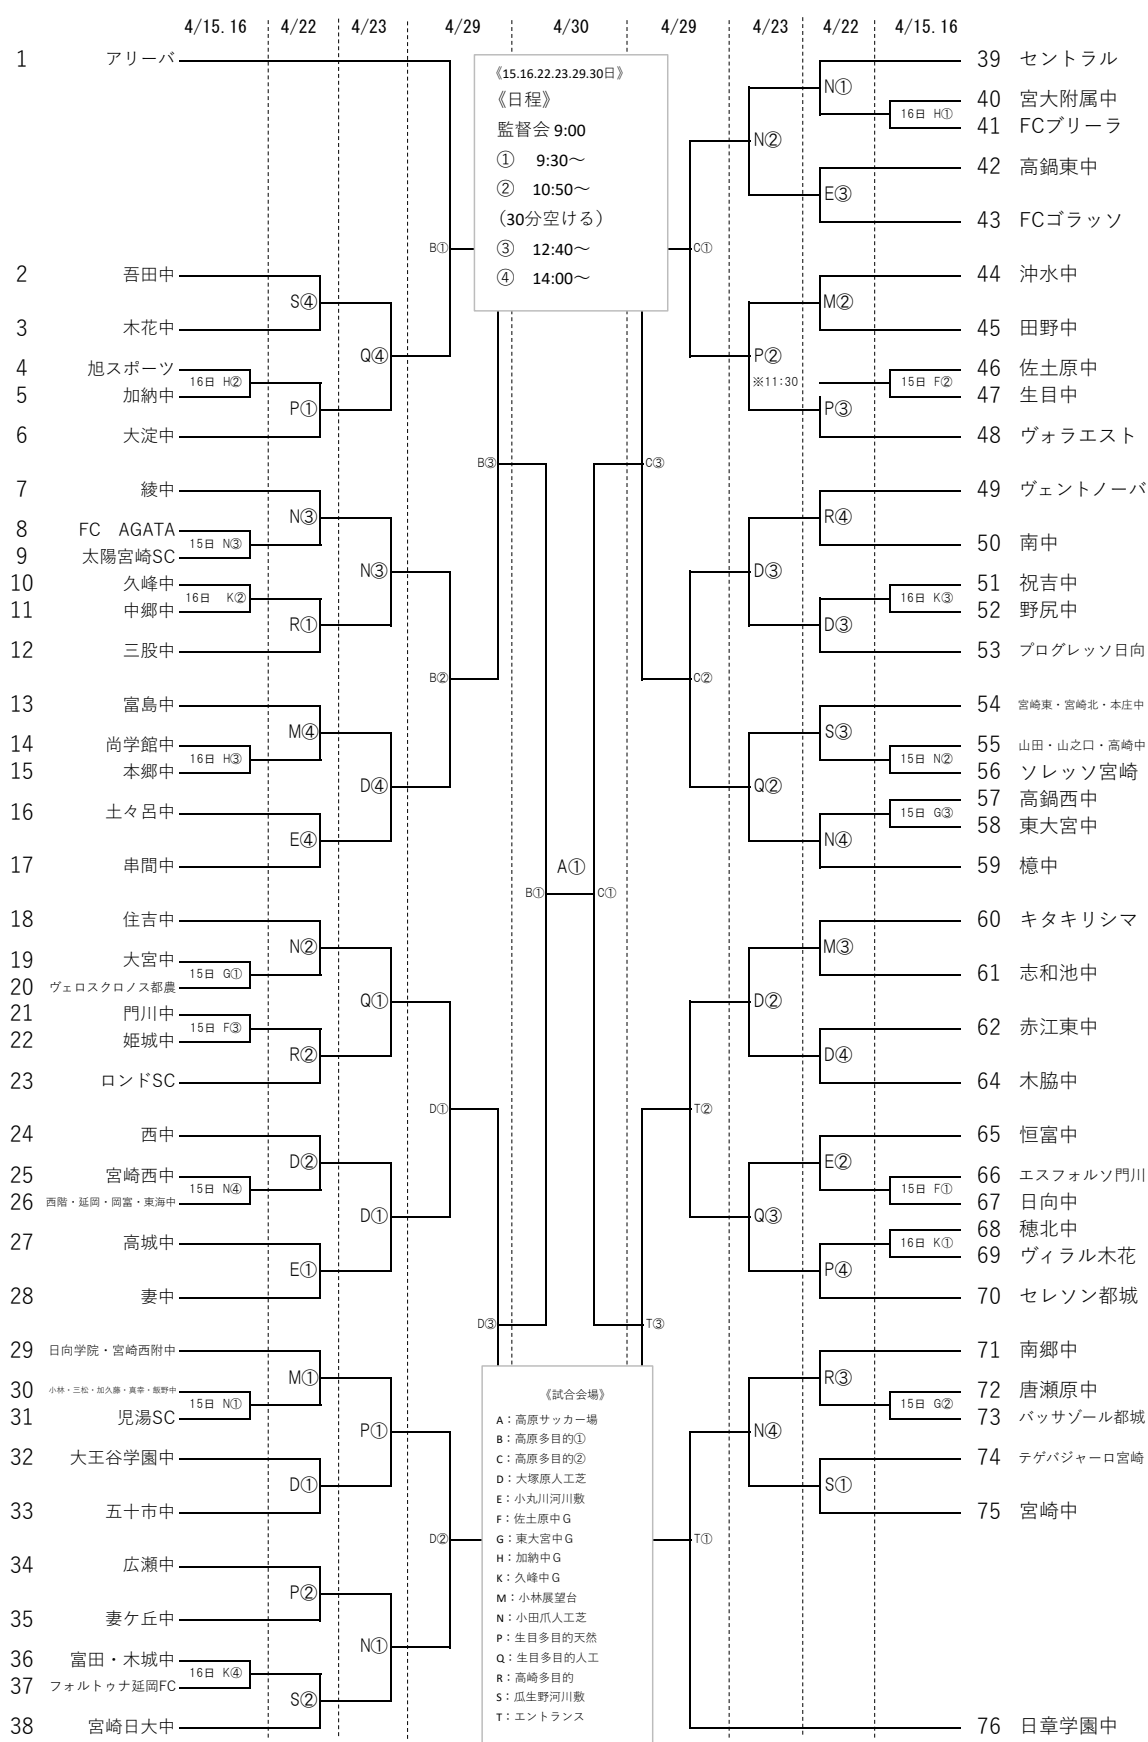 4/15.16 4/22 4/23 4/29 4/30 4/29 4/23 4/22 4/15.16
1 アリーバ
2 吾田中
3 木花中
4 旭スポーツ
5 加納中
6 大淀中
7 綾中
8 FC AGATA
9 太陽宮崎SC
10 久峰中
11 中郷中
12 三股中
13 富島中
14 尚学館中
15 本郷中
16 土々呂中
17 串間中
18 住吉中
19 大宮中
20 ヴェロスクロノス都農
21 門川中
22 姫城中
23 ロンドSC
24 西中
25 宮崎西中
26 西階・延岡・岡富・東海中
27 高城中
28 妻中
29 日向学院・宮崎西附中
30 小林・三松・加久藤・真幸・飯野中
31 児湯SC
32 大王谷学園中
33 五十市中
34 広瀬中
35 妻ケ丘中
36 富田・木城中
37 フォルトゥナ延岡FC
38 宮崎日大中
16日 H②
15日 N③
16日 K②
16日 H③
15日 G①
15日 F③
15日 N④
15日 N①
16日 K④
S④
P①
N③
R①
M④
E④
N②
R②
D②
E①
M①
D①
P②
S②
Q④
N③
D④
Q①
D①
P①
N①
B①
B②
D①
D②
B③
D③
B①
A①
C①
《15.16.22.23.29.30日》
《日程》
監督会 9:00
① 9:30～
② 10:50～
（30分空ける）
③ 12:40～
④ 14:00～
《試合会場》
A：高原サッカー場
B：高原多目的①
C：高原多目的②
D：大塚原人工芝
E：小丸川河川敷
F：佐土原中G
G：東大宮中G
H：加納中G
K：久峰中G
M：小林展望台
N：小田爪人工芝
P：生目多目的天然
Q：生目多目的人工
R：高崎多目的
S：瓜生野河川敷
T：エントランス
C③
T③
C①
C②
T②
T①
N②
P②
※11:30
D③
Q②
D②
Q③
N④
N①
E③
M②
P③
R④
D③
S③
N④
M③
D④
E②
P④
R③
S①
16日 H①
15日 F②
16日 K③
15日 N②
15日 G③
15日 F①
16日 K①
15日 G②
39 セントラル
40 宮大附属中
41 FCブリーラ
42 高鍋東中
43 FCゴラッソ
44 沖水中
45 田野中
46 佐土原中
47 生目中
48 ヴォラエスト
49 ヴェントノーバ
50 南中
51 祝吉中
52 野尻中
53 プログレッソ日向
54 宮崎東・宮崎北・本庄中
55 山田・山之口・高崎中
56 ソレッソ宮崎
57 高鍋西中
58 東大宮中
59 檍中
60 キタキリシマ
61 志和池中
62 赤江東中
64 木脇中
65 恒富中
66 エスフォルソ門川
67 日向中
68 穂北中
69 ヴィラル木花
70 セレソン都城
71 南郷中
72 唐瀬原中
73 バッサゾール都城
74 テゲバジャーロ宮崎
75 宮崎中
76 日章学園中